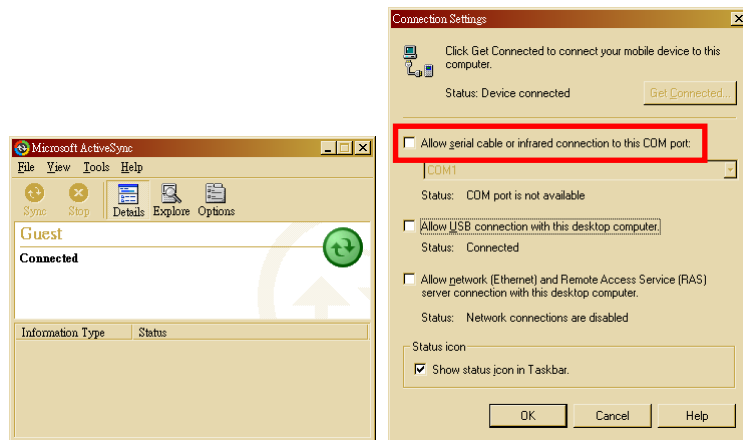 Microsoft ActiveSync
File View Tools Help
Sync Stop Details Explore Options
Guest
Connected
Information Type Status
Connection Settings
Click Get Connected to connect your mobile device to this
computer.
Status: Device connected
Get Connected...
Allow serial cable or infrared connection to this COM port:
COM1
Status: COM port is not available
Allow USB connection with this desktop computer.
Status: Connected
Allow network (Ethernet) and Remote Access Service (RAS)
server connection with this desktop computer.
Status: Network connections are disabled
Status icon
Show status icon in Taskbar.
OK Cancel Help